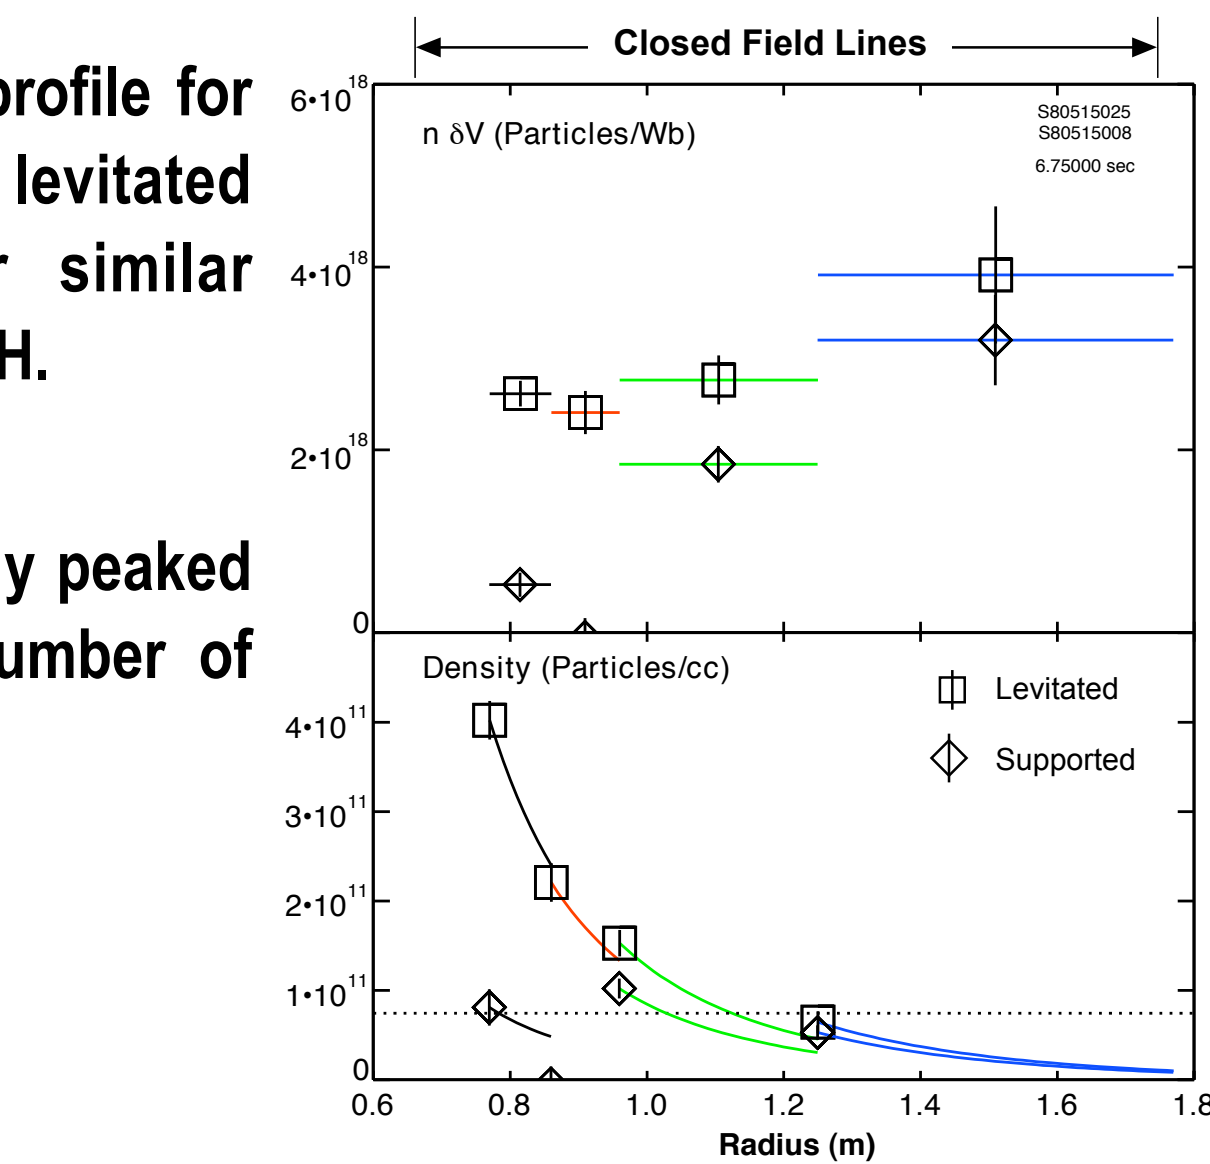 profile for
levitated
similar
H.
y peaked
umber of
Closed Field Lines
6•10¹⁸
n δV (Particles/Wb)
S80515025
S80515008
6.75000 sec
4•10¹⁸
2•10¹⁸
0
Density (Particles/cc)
Levitated
Supported
4•10¹¹
3•10¹¹
2•10¹¹
1•10¹¹
0
0.6 0.8 1.0 1.2 1.4 1.6 1.8
Radius (m)